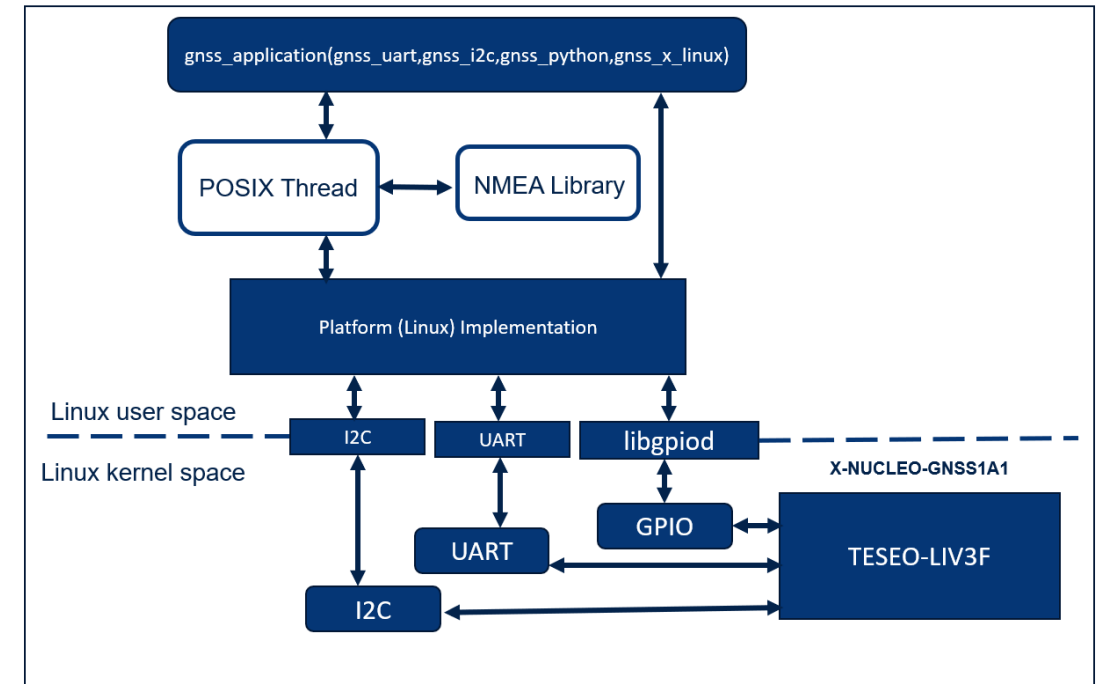 gnss_application(gnss_uart,gnss_i2c,gnss_python,gnss_x_linux)
POSIX Thread
NMEA Library
Platform (Linux) Implementation
Linux user space
I2C
UART
libgpiod
Linux kernel space
X-NUCLEO-GNSS1A1
GPIO
UART
TESEO-LIV3F
I2C